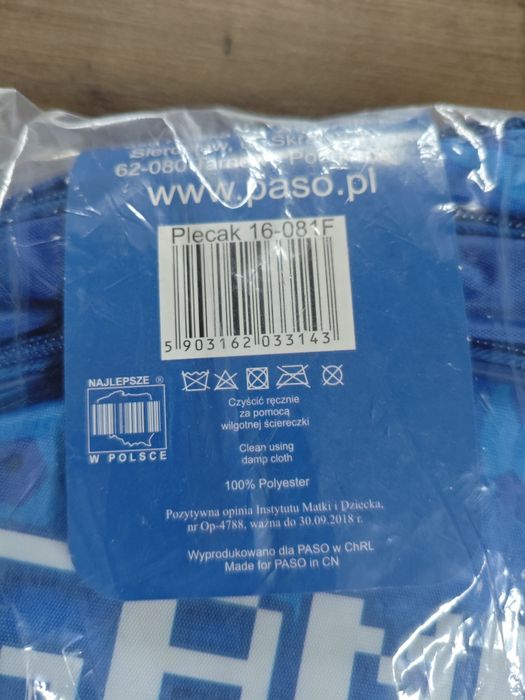 62-080
www.paso.pl
Plecak 16-081F
5 903162 033143
NAJLEPSZE ®
W POLSCE
Czyścić ręcznie
za pomocą
wilgotnej ściereczki
Clean using
damp cloth
100% Polyester
Pozytywna opinia Instytutu Matki i Dziecka,
nr Op-4788, ważna do 30.09.2018 r.
Wyprodukowano dla PASO w ChRL
Made for PASO in CN